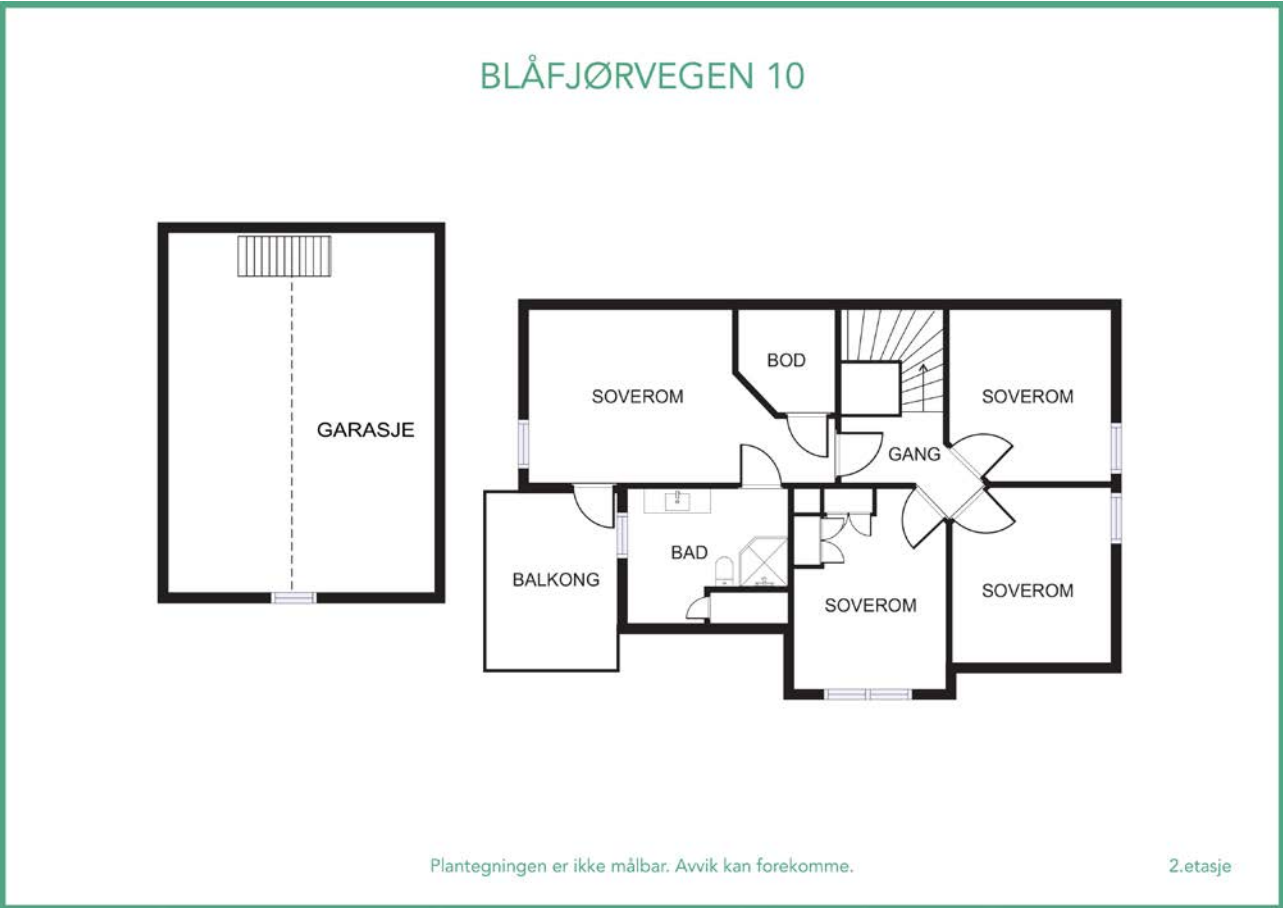 BLÅFJØRVEGEN 10
GARASJE
SOVEROM
BOD
SOVEROM
GANG
BALKONG
BAD
SOVEROM
SOVEROM
Plantegningen er ikke målbar. Avvik kan forekomme.
2.etasje